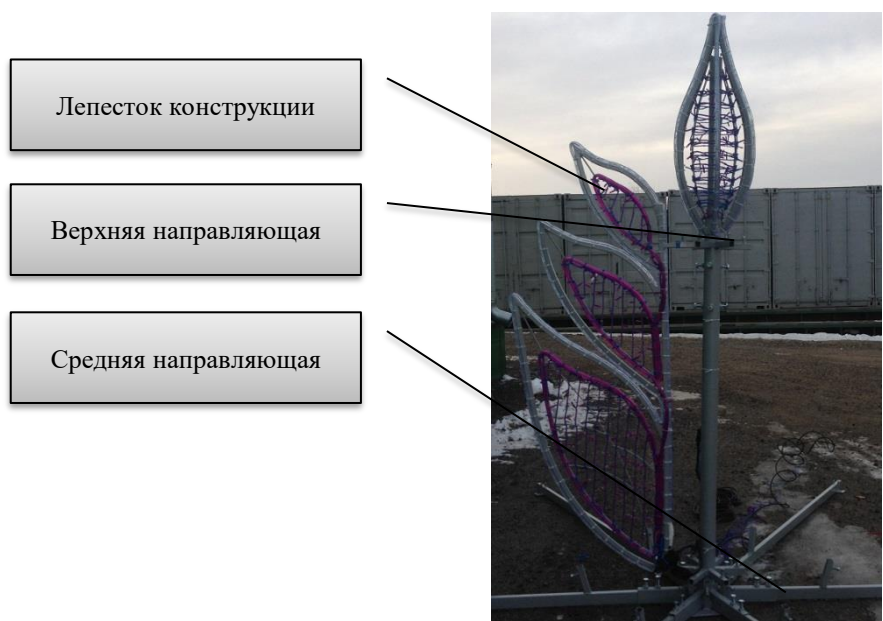 Лепесток конструкции
Верхняя направляющая
Средняя направляющая